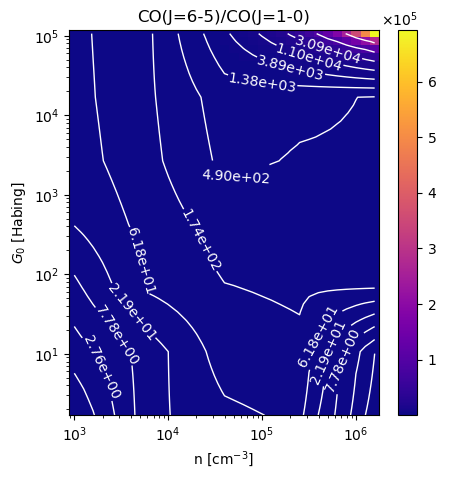 CO(J=6-5)/CO(J=1-0)
×10⁵
10⁵
10⁴
10³
10²
10¹
G₀ [Habing]
3.09e+04
1.10e+04
3.89e+03
1.38e+03
4.90e+02
1.74e+02
6.18e+01
2.19e+01
7.78e+00
2.76e+00
6.18e+01
2.19e+01
7.78e+00
6
5
4
3
2
1
10³
10⁴
10⁵
10⁶
n [cm⁻³]